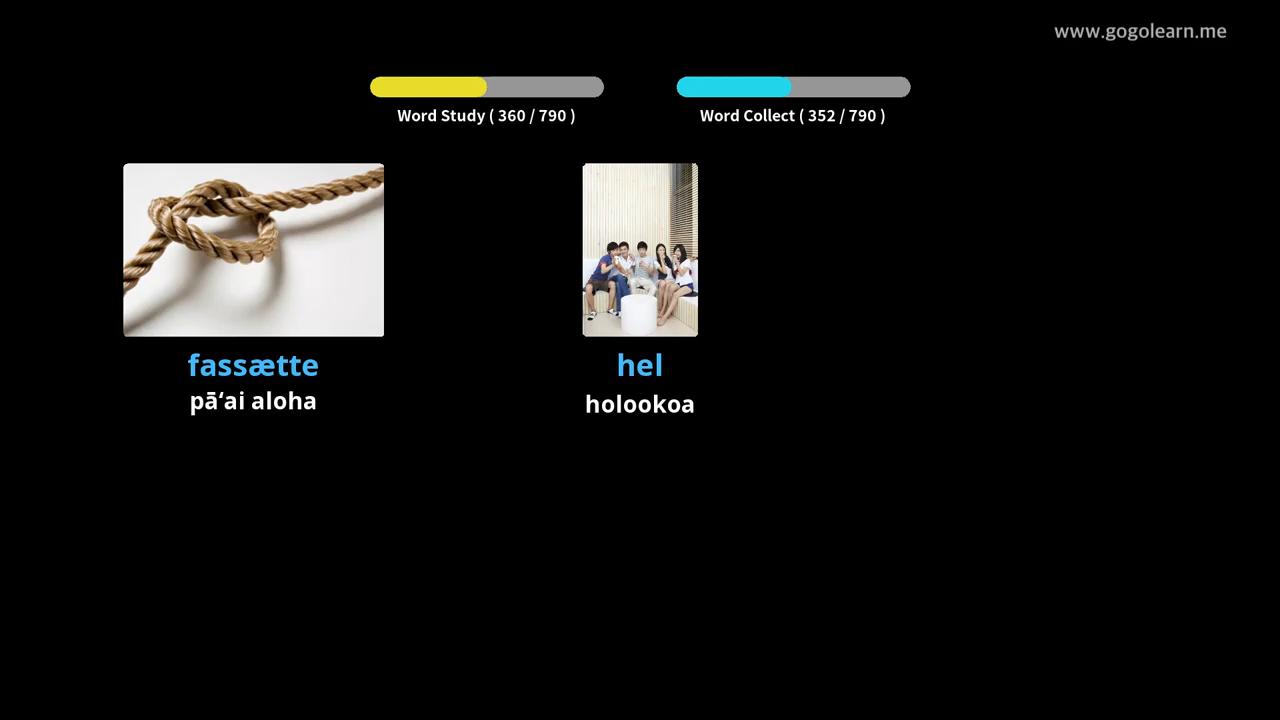 www.gogolearn.me
Word Study ( 360 / 790 )
Word Collect ( 352 / 790 )
fassætte
pāʻai aloha
hel
holookoa